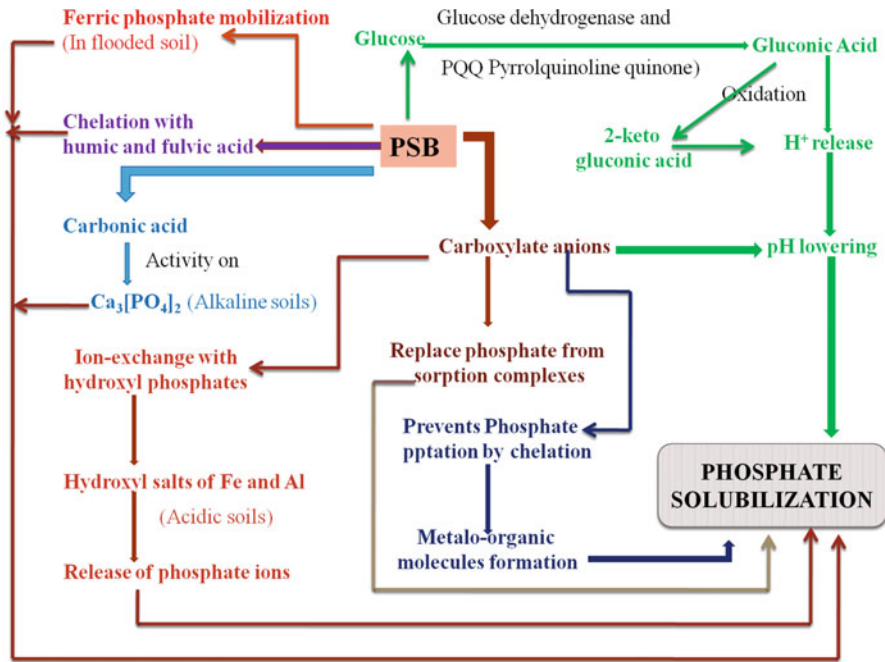 Ferric phosphate mobilization
(In flooded soil)
Glucose
Glucose dehydrogenase and
PQQ Pyrrolquinoline quinone)
Gluconic Acid
Oxidation
Chelation with
humic and fulvic acid
PSB
2-keto
gluconic acid
H⁺ release
Carbonic acid
Activity on
Carboxylate anions
pH lowering
Ca₃[PO₄]₂ (Alkaline soils)
Ion-exchange with
hydroxyl phosphates
Replace phosphate from
sorption complexes
Prevents Phosphate
pptation by chelation
PHOSPHATE
SOLUBILIZATION
Hydroxyl salts of Fe and Al
(Acidic soils)
Metalo-organic
molecules formation
Release of phosphate ions